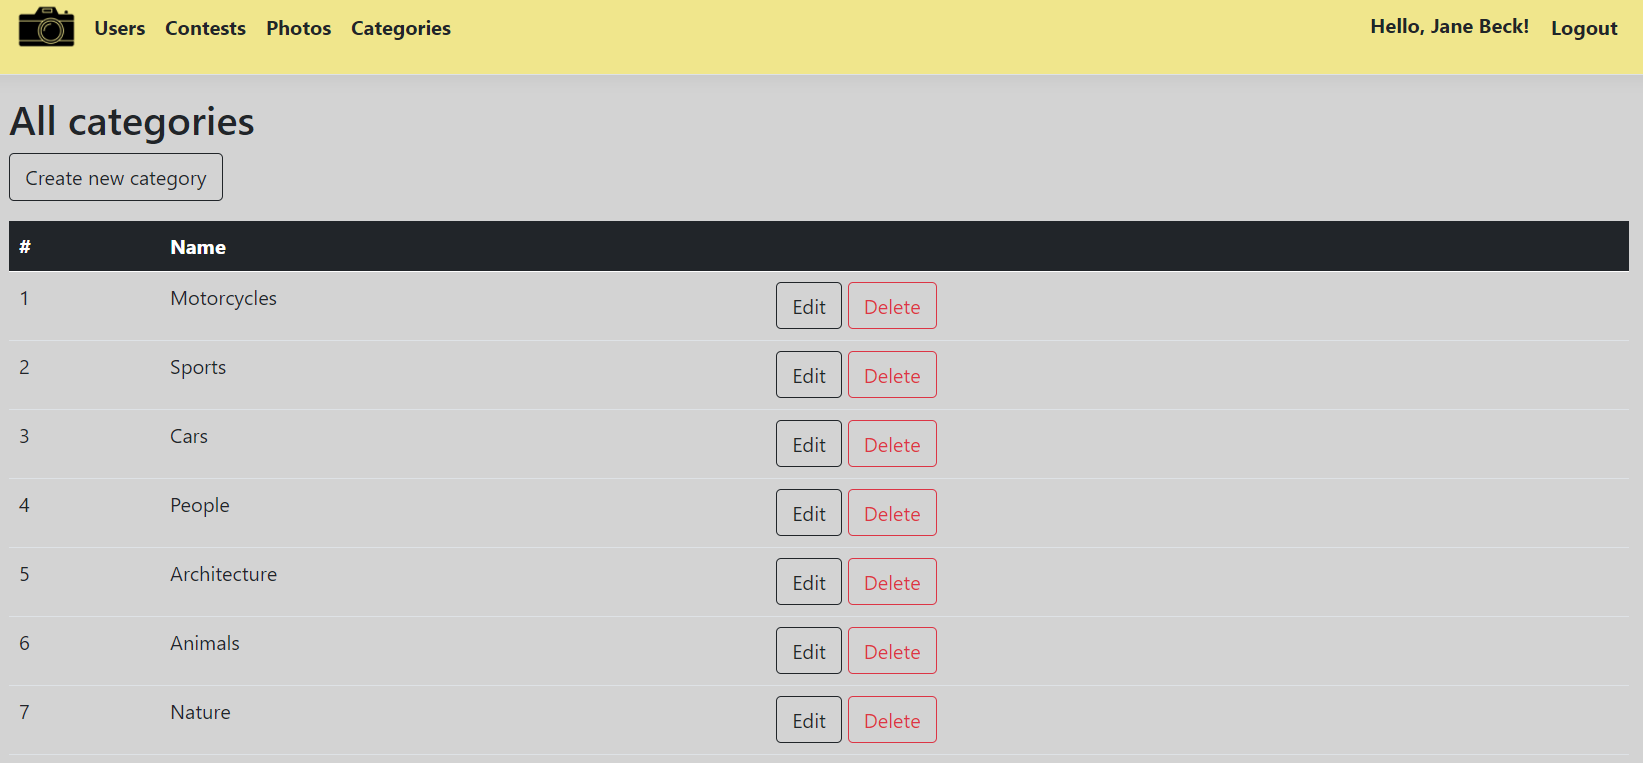 Users Contests Photos Categories Hello, Jane Beck! Logout
All categories
Create new category
# Name
1 Motorcycles Edit Delete
2 Sports Edit Delete
3 Cars Edit Delete
4 People Edit Delete
5 Architecture Edit Delete
6 Animals Edit Delete
7 Nature Edit Delete